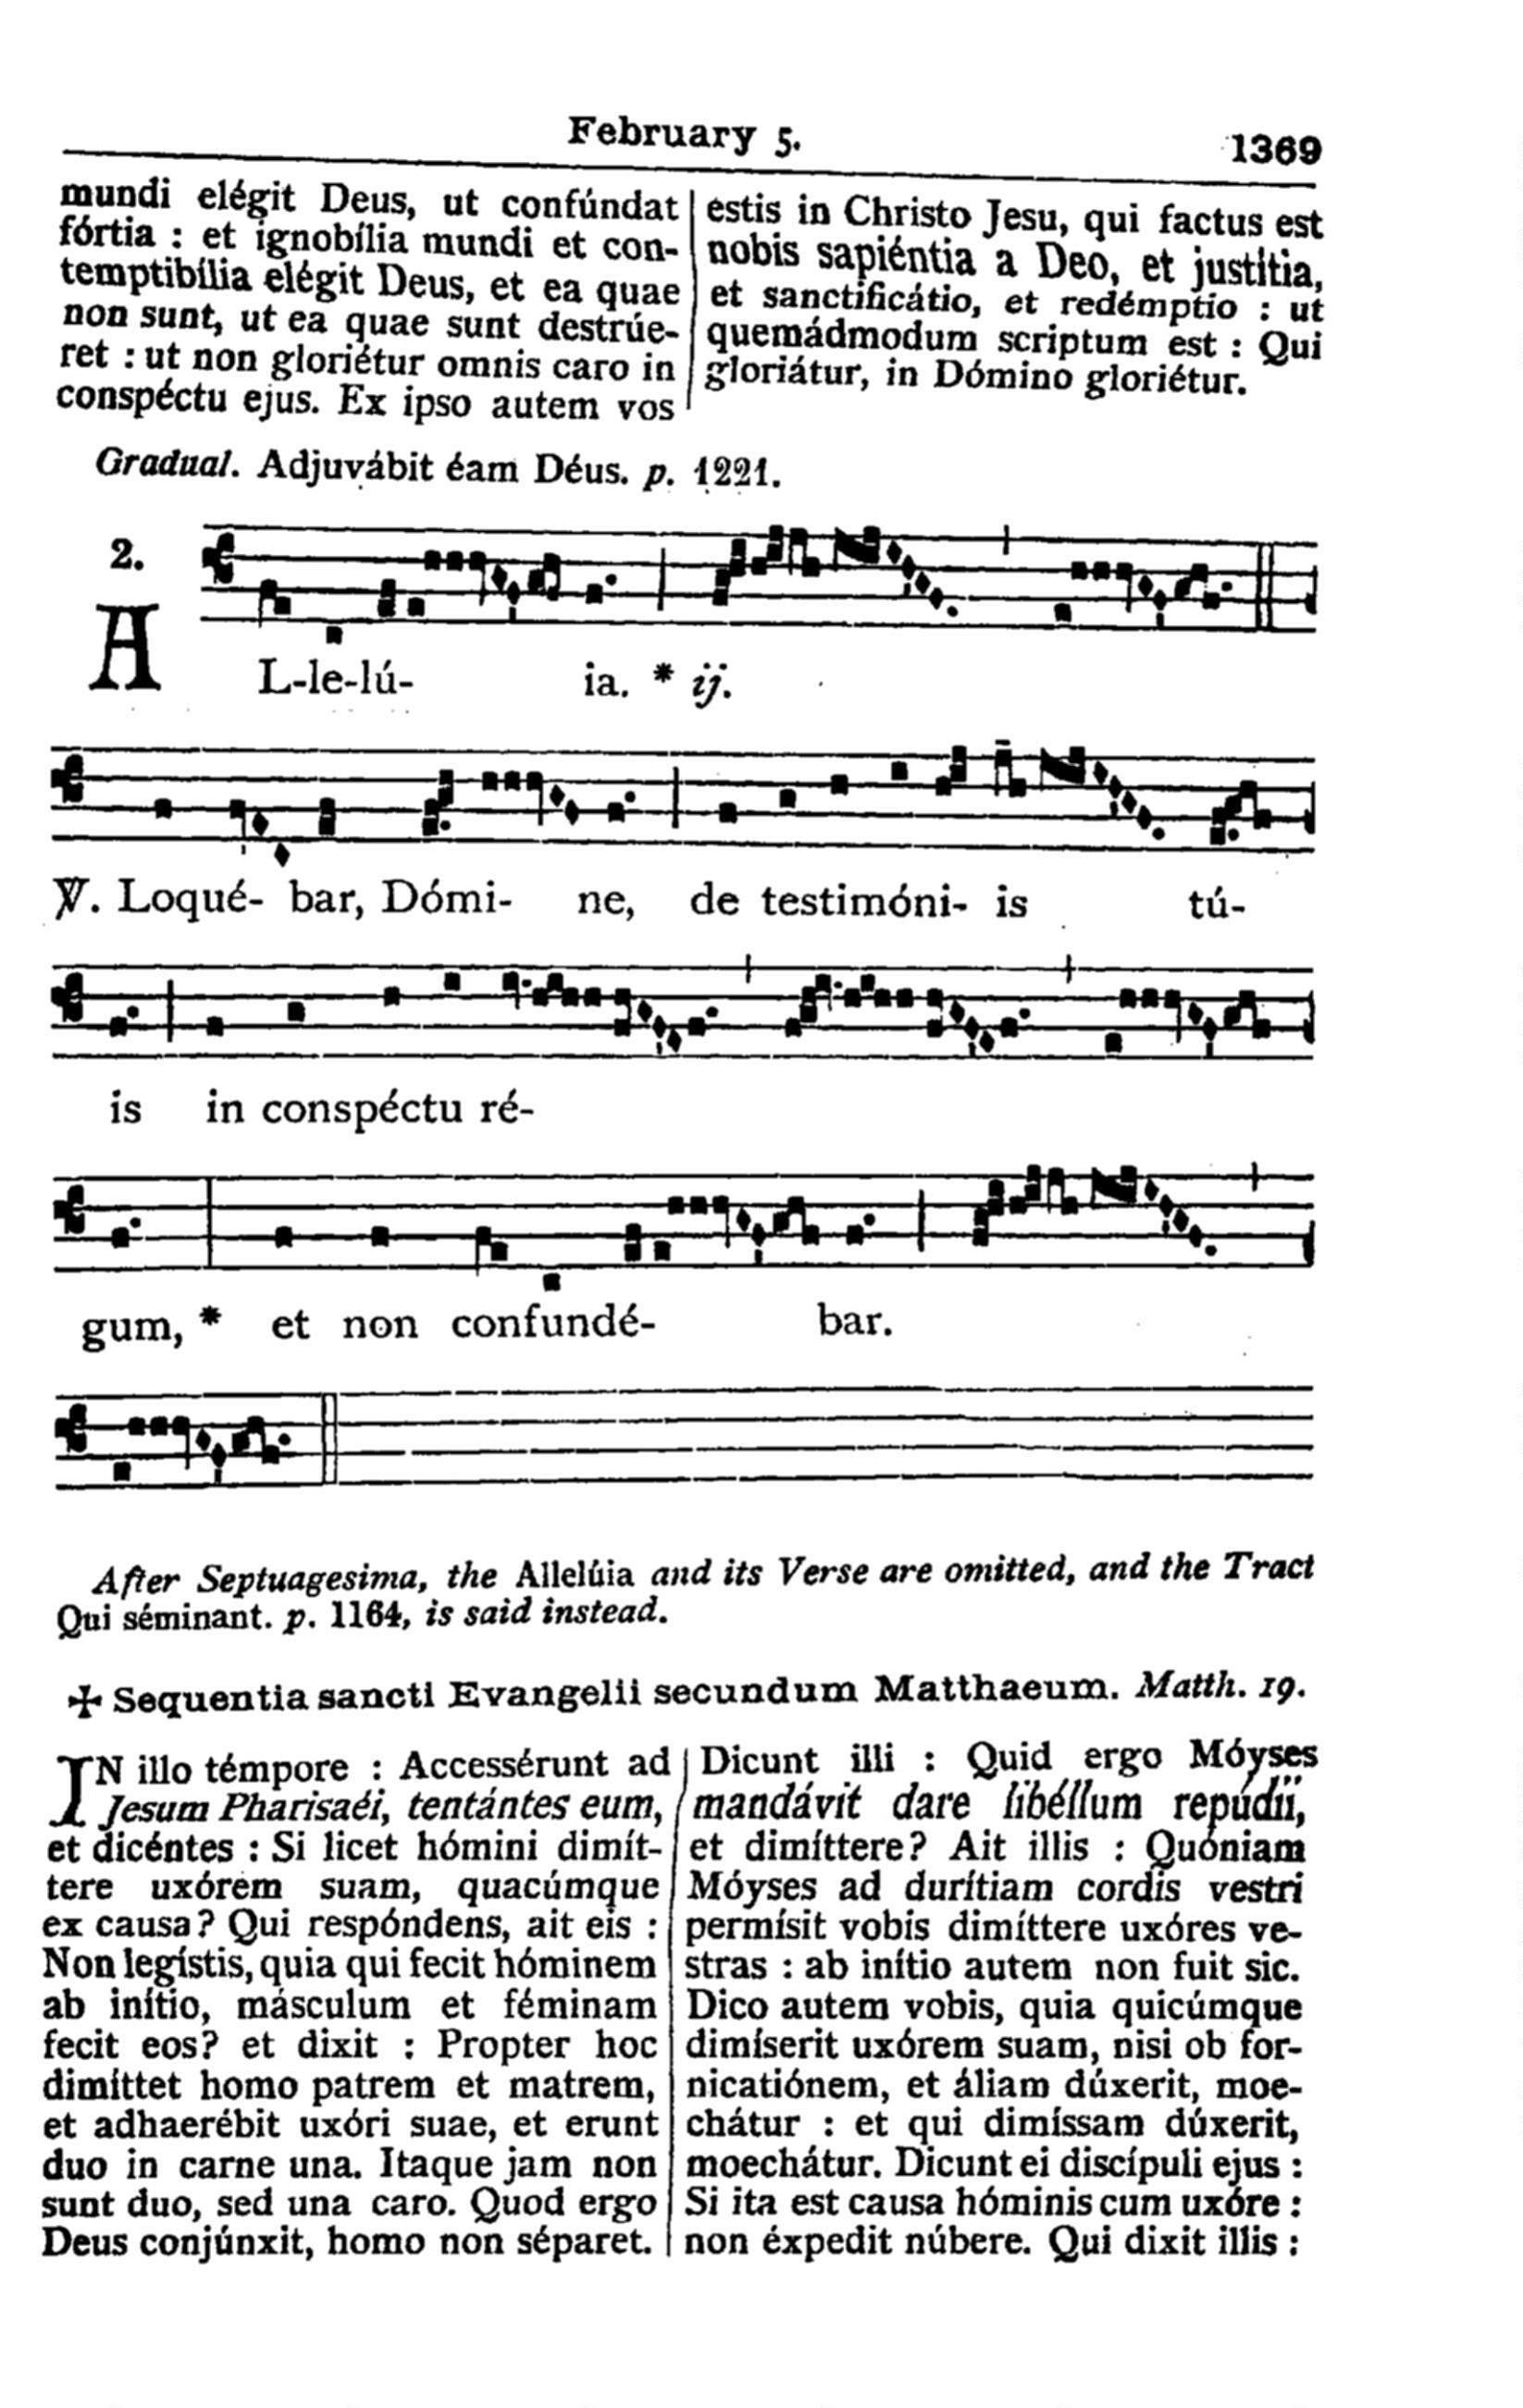 February 5.
1369
mundi elégit Deus, ut confúndat
fórtia : et ignobília mundi et con-
temptibília elégit Deus, et ea quae
non sunt, ut ea quae sunt destrúe-
ret : ut non gloriétur omnis caro in
conspéctu ejus. Ex ipso autem vos
estis in Christo Jesu, qui factus est
nobis sapiéntia a Deo, et justítia,
et sanctificátio, et redémptio : ut
quemádmodum scriptum est : Qui
gloriátur, in Dómino gloriétur.
Gradual. Adjuvábit éam Déus. p. 1221.
2.
AL-le-lú- ia. * ij.
℣. Loqué- bar, Dómi- ne, de testimóni- is tú-
is in conspéctu ré-
gum, * et non confundé- bar.
After Septuagesima, the Allelúia and its Verse are omitted, and the Tract
Qui séminant. p. 1164, is said instead.
✠ Sequentia sancti Evangelii secundum Matthaeum. Matth. 19.
IN illo témpore : Accessérunt ad
Jesum Pharisaéi, tentántes eum,
et dicéntes : Si licet hómini dimít-
tere uxórem suam, quacúmque
ex causa? Qui respóndens, ait eis :
Non legístis, quia qui fecit hóminem
ab inítio, másculum et féminam
fecit eos? et dixit : Propter hoc
dimíttet homo patrem et matrem,
et adhaerébit uxóri suae, et erunt
duo in carne una. Itaque jam non
sunt duo, sed una caro. Quod ergo
Deus conjúnxit, homo non séparet.
Dicunt illi : Quid ergo Móyses
mandávit dare libéllum repúdii,
et dimíttere? Ait illis : Quóniam
Móyses ad durítiam cordis vestri
permísit vobis dimíttere uxóres ve-
stras : ab inítio autem non fuit sic.
Dico autem vobis, quia quicúmque
dimíserit uxórem suam, nisi ob for-
nicatiónem, et áliam dúxerit, moe-
chátur : et qui dimíssam dúxerit,
moechátur. Dicunt ei discípuli ejus :
Si ita est causa hóminis cum uxóre :
non éxpedit núbere. Qui dixit illis :